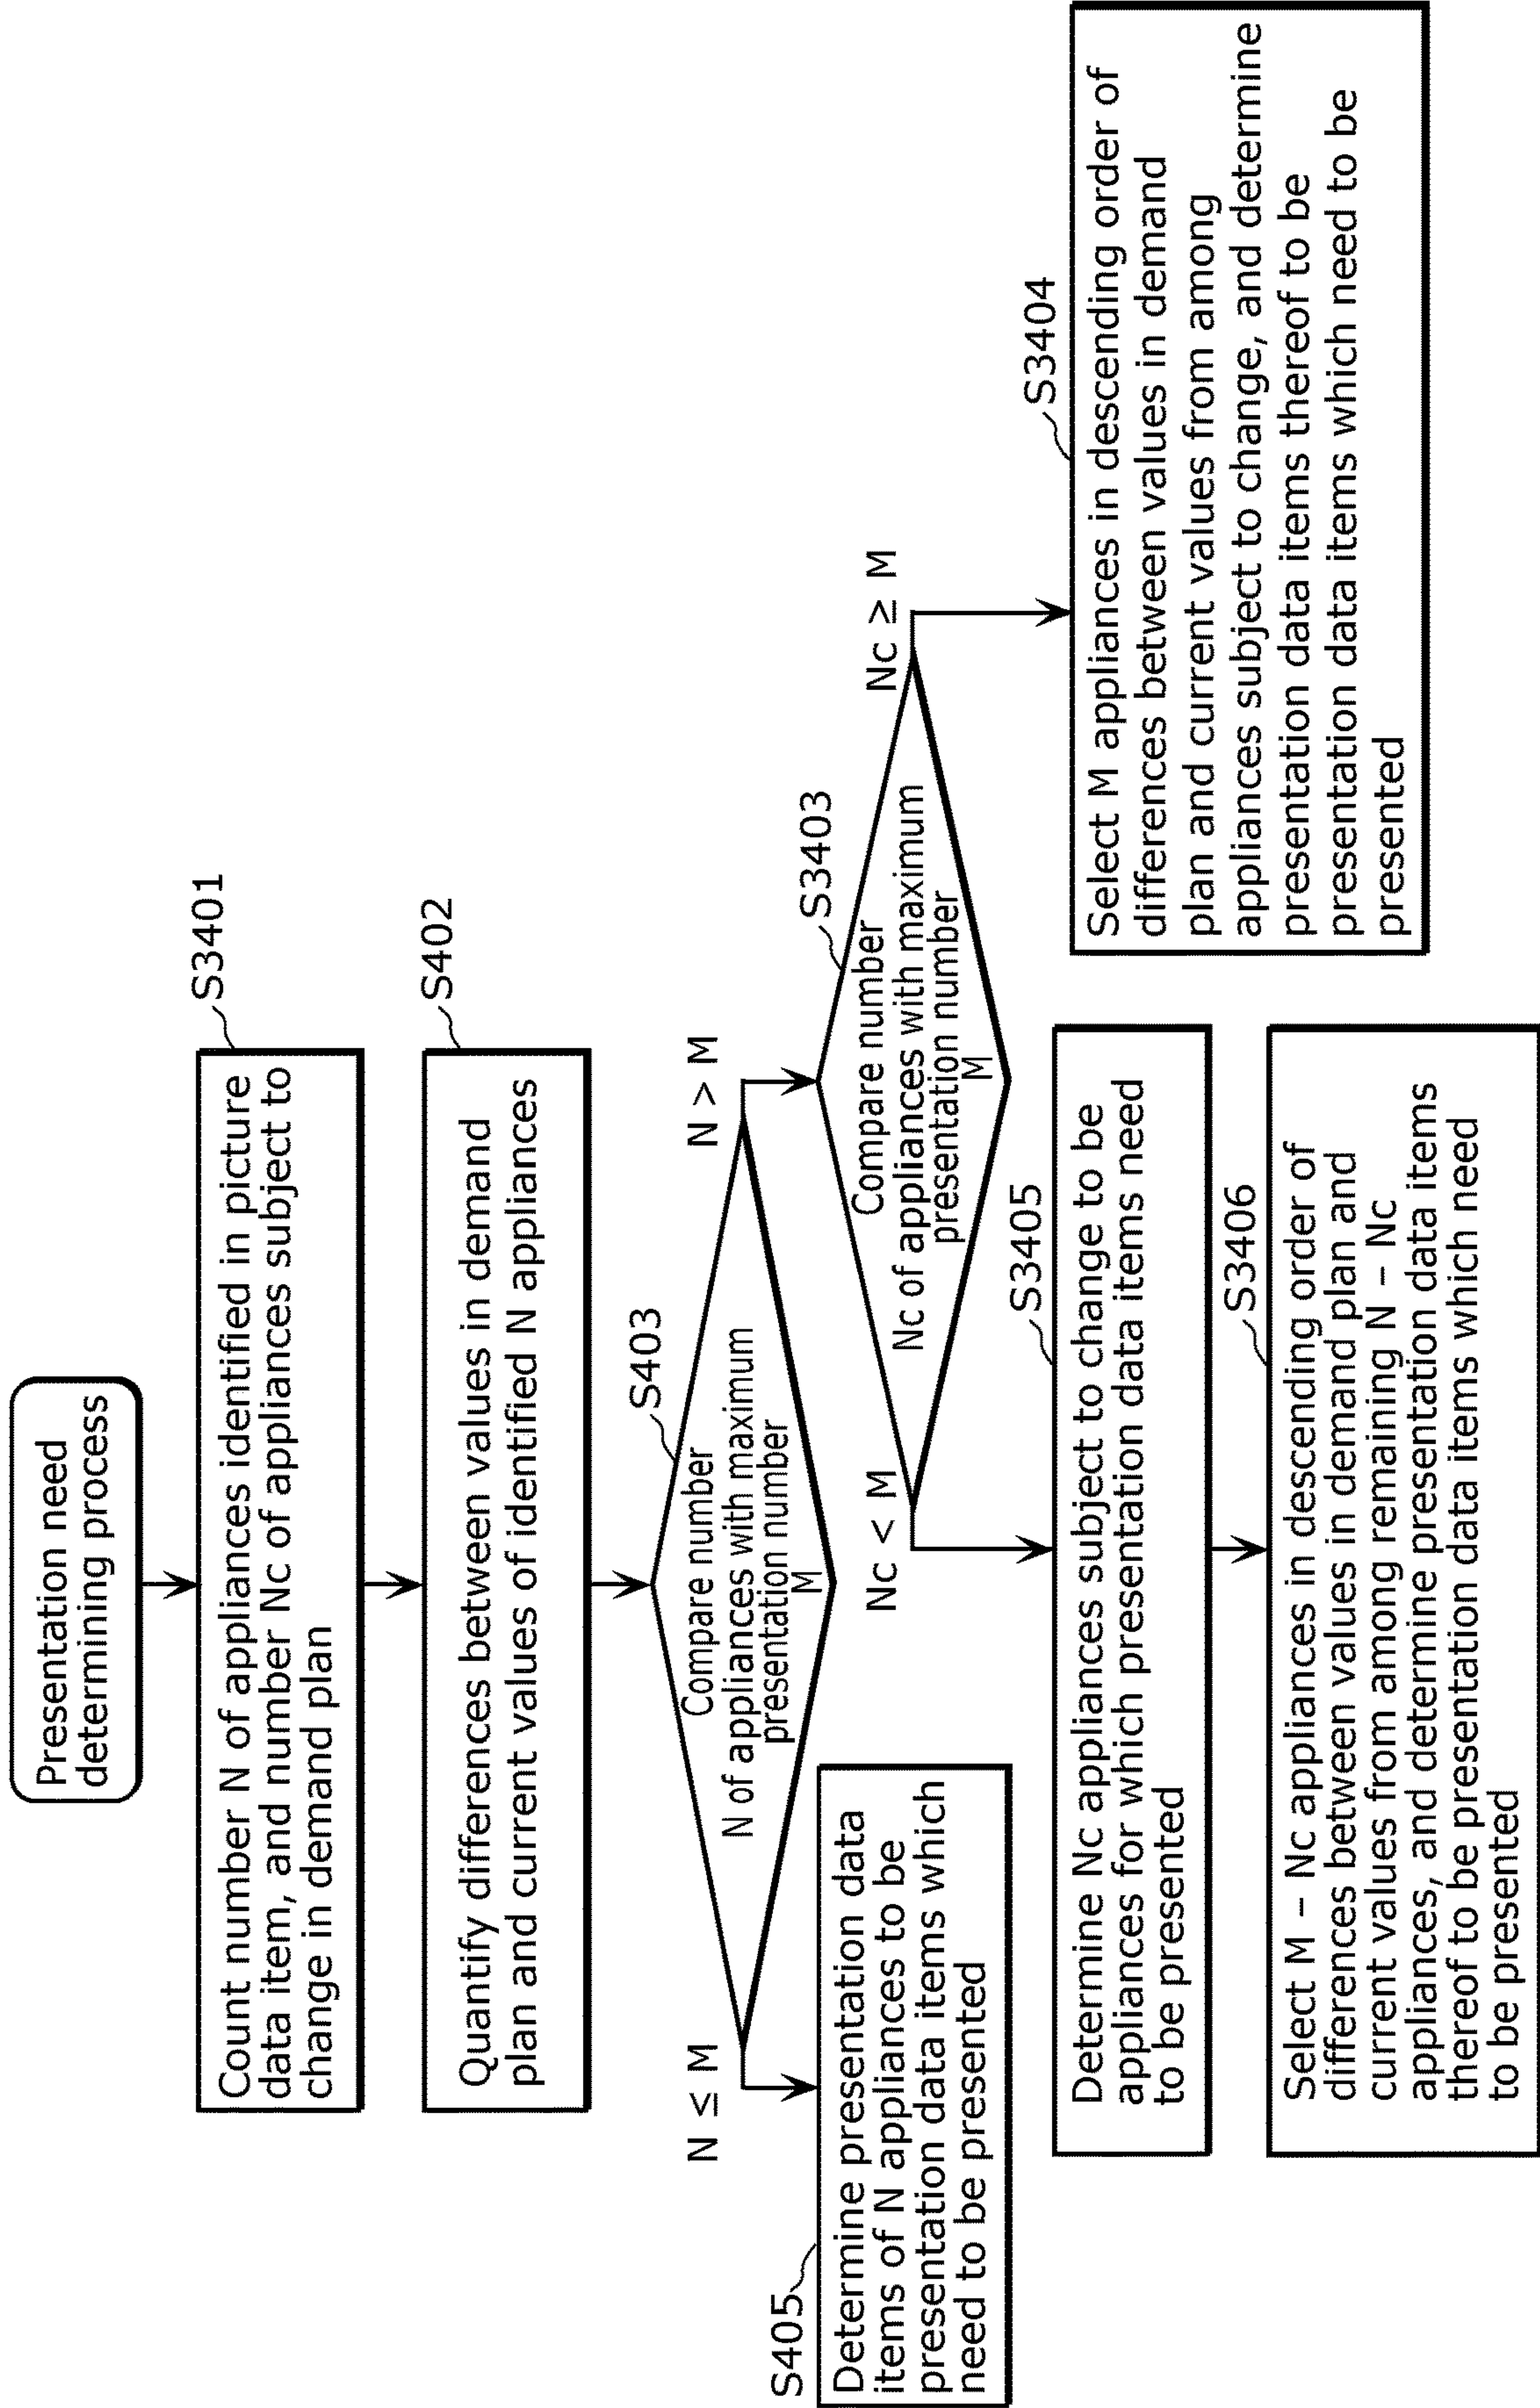 Presentation need
determining process
S3401
Count number N of appliances identified in picture
data item, and number Nc of appliances subject to
change in demand plan
S402
Quantify differences between values in demand
plan and current values of identified N appliances
S403
Compare number
N of appliances with maximum
presentation number
M
N ≤ M
N > M
S405
Determine presentation data
items of N appliances to be
presentation data items which
need to be presented
S3403
Compare number
Nc of appliances with maximum
presentation number
M
Nc < M
Nc ≥ M
S3405
Determine Nc appliances subject to change to be
appliances for which presentation data items need
to be presented
S3406
Select M – Nc appliances in descending order of
differences between values in demand plan and
current values from among remaining N – Nc
appliances, and determine presentation data items
thereof to be presentation data items which need
to be presented
S3404
Select M appliances in descending order of
differences between values in demand
plan and current values from among
appliances subject to change, and determine
presentation data items thereof to be
presentation data items which need to be
presented